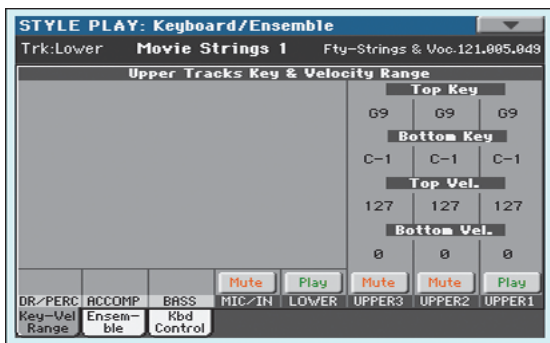 STYLE PLAY: Keyboard/Ensemble
Trk:Lower Movie Strings 1 Fty-Strings & Voc.121.005.049
Upper Tracks Key & Velocity Range
Top Key
G9 G9 G9
Bottom Key
C-1 C-1 C-1
Top Vel.
127 127 127
Bottom Vel.
0 0 0
Mute Play Mute Mute Play
DR/PERC ACCOMP BASS MIC/IN LOWER UPPER3 UPPER2 UPPER1
Key-Vel Range Ensem-ble Kbd Control